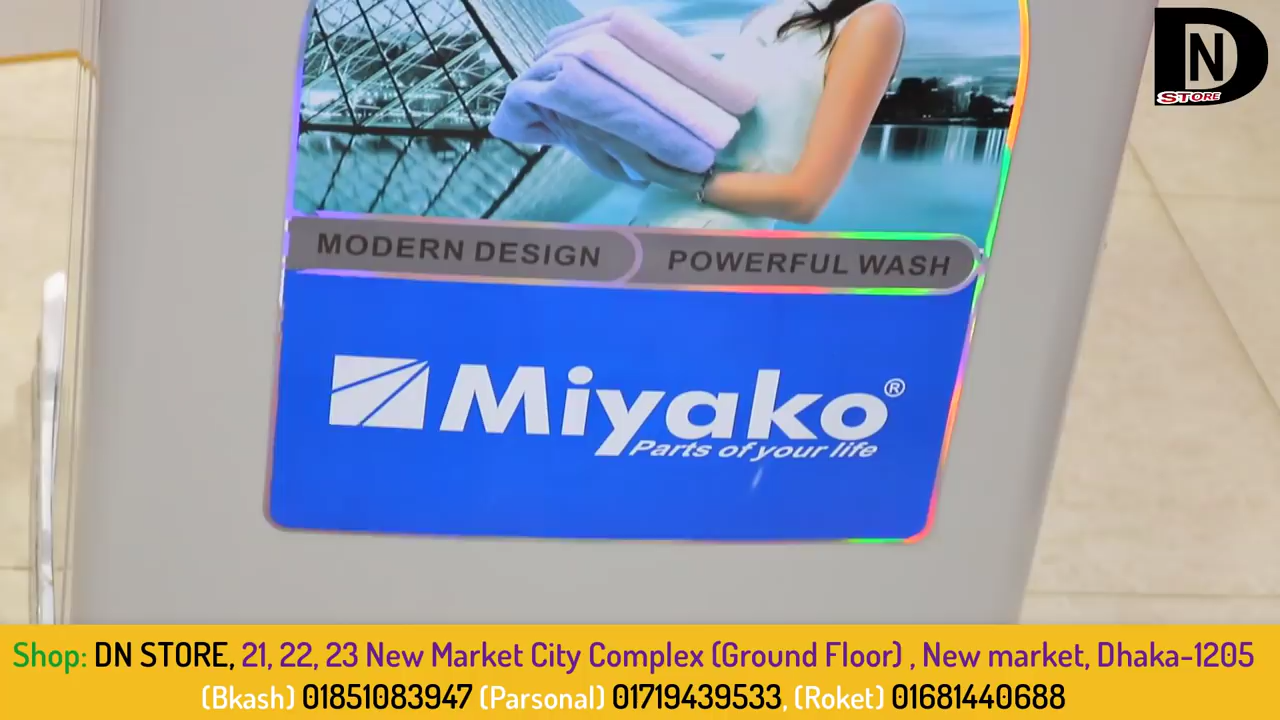 DN
STORE
MODERN DESIGN
POWERFUL WASH
Miyako®
Parts of your life
Shop: DN STORE, 21, 22, 23 New Market City Complex (Ground Floor) , New market, Dhaka-1205
(Bkash) 01851083947 (Parsonal) 01719439533, (Roket) 01681440688